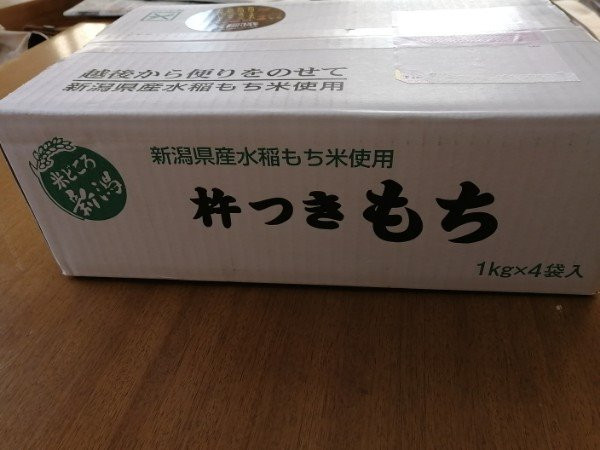 越後から便りをのせて
新潟県産水稲もち米使用
米どころ
新潟
新潟県産水稲もち米使用
杵つきもち
1kg×4袋入